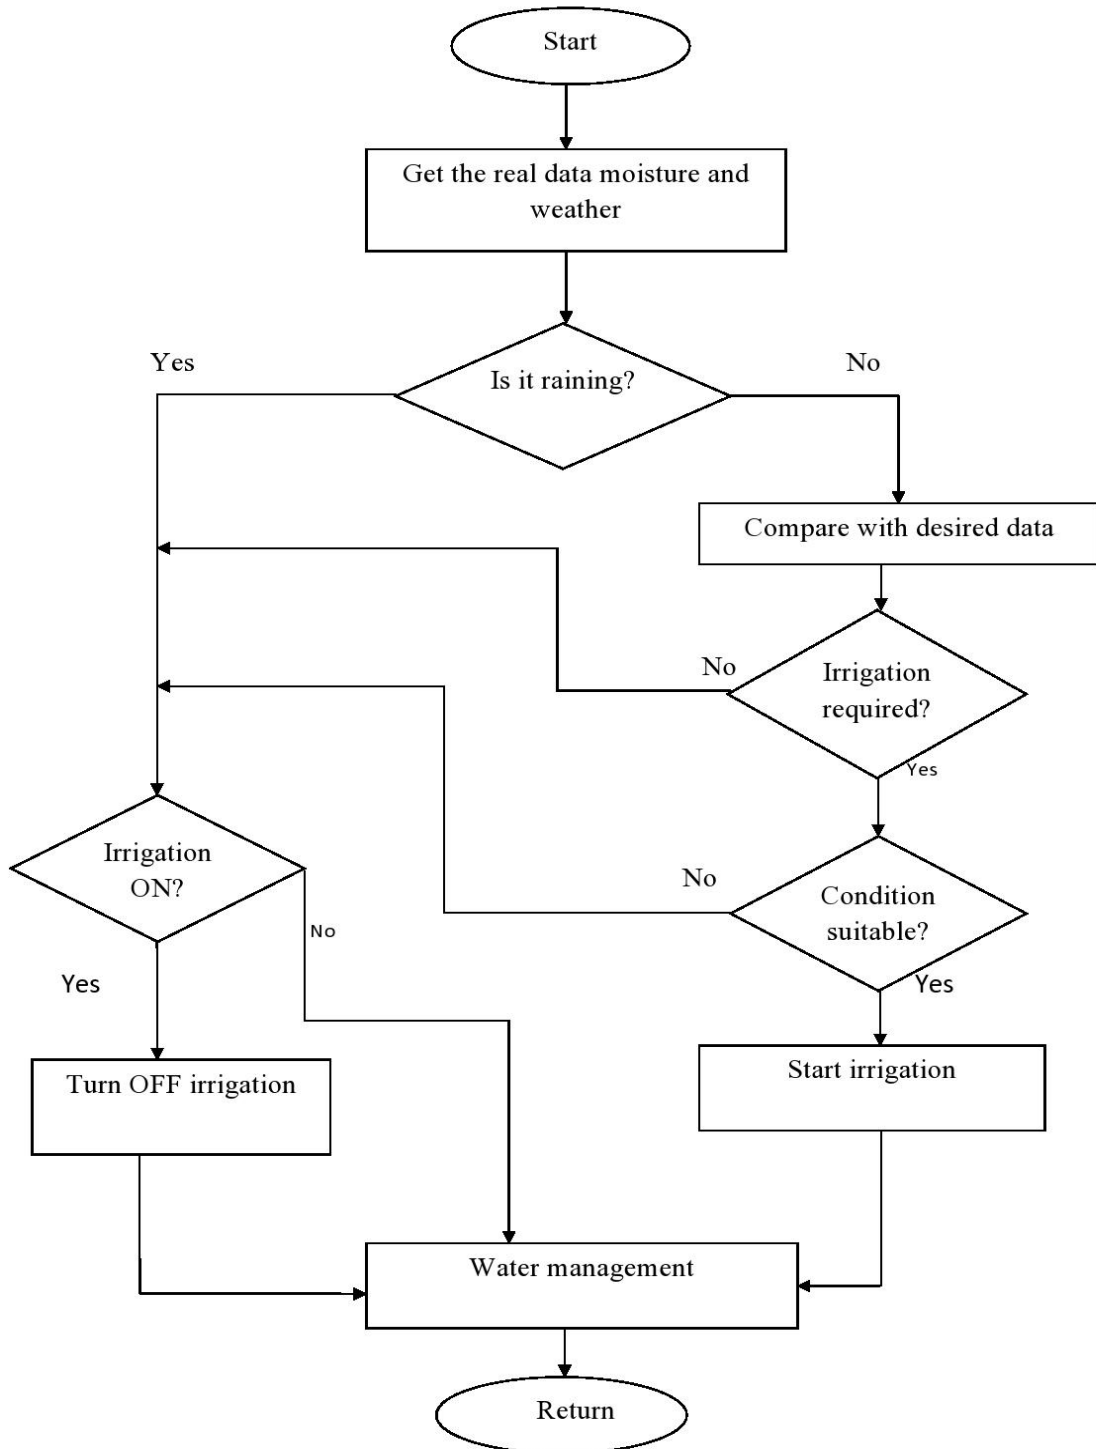 Start
Get the real data moisture and
weather
Yes
Is it raining?
No
Compare with desired data
No
Irrigation
required?
Yes
Irrigation
ON?
No
No
Condition
suitable?
Yes
Yes
Turn OFF irrigation
Start irrigation
Water management
Return